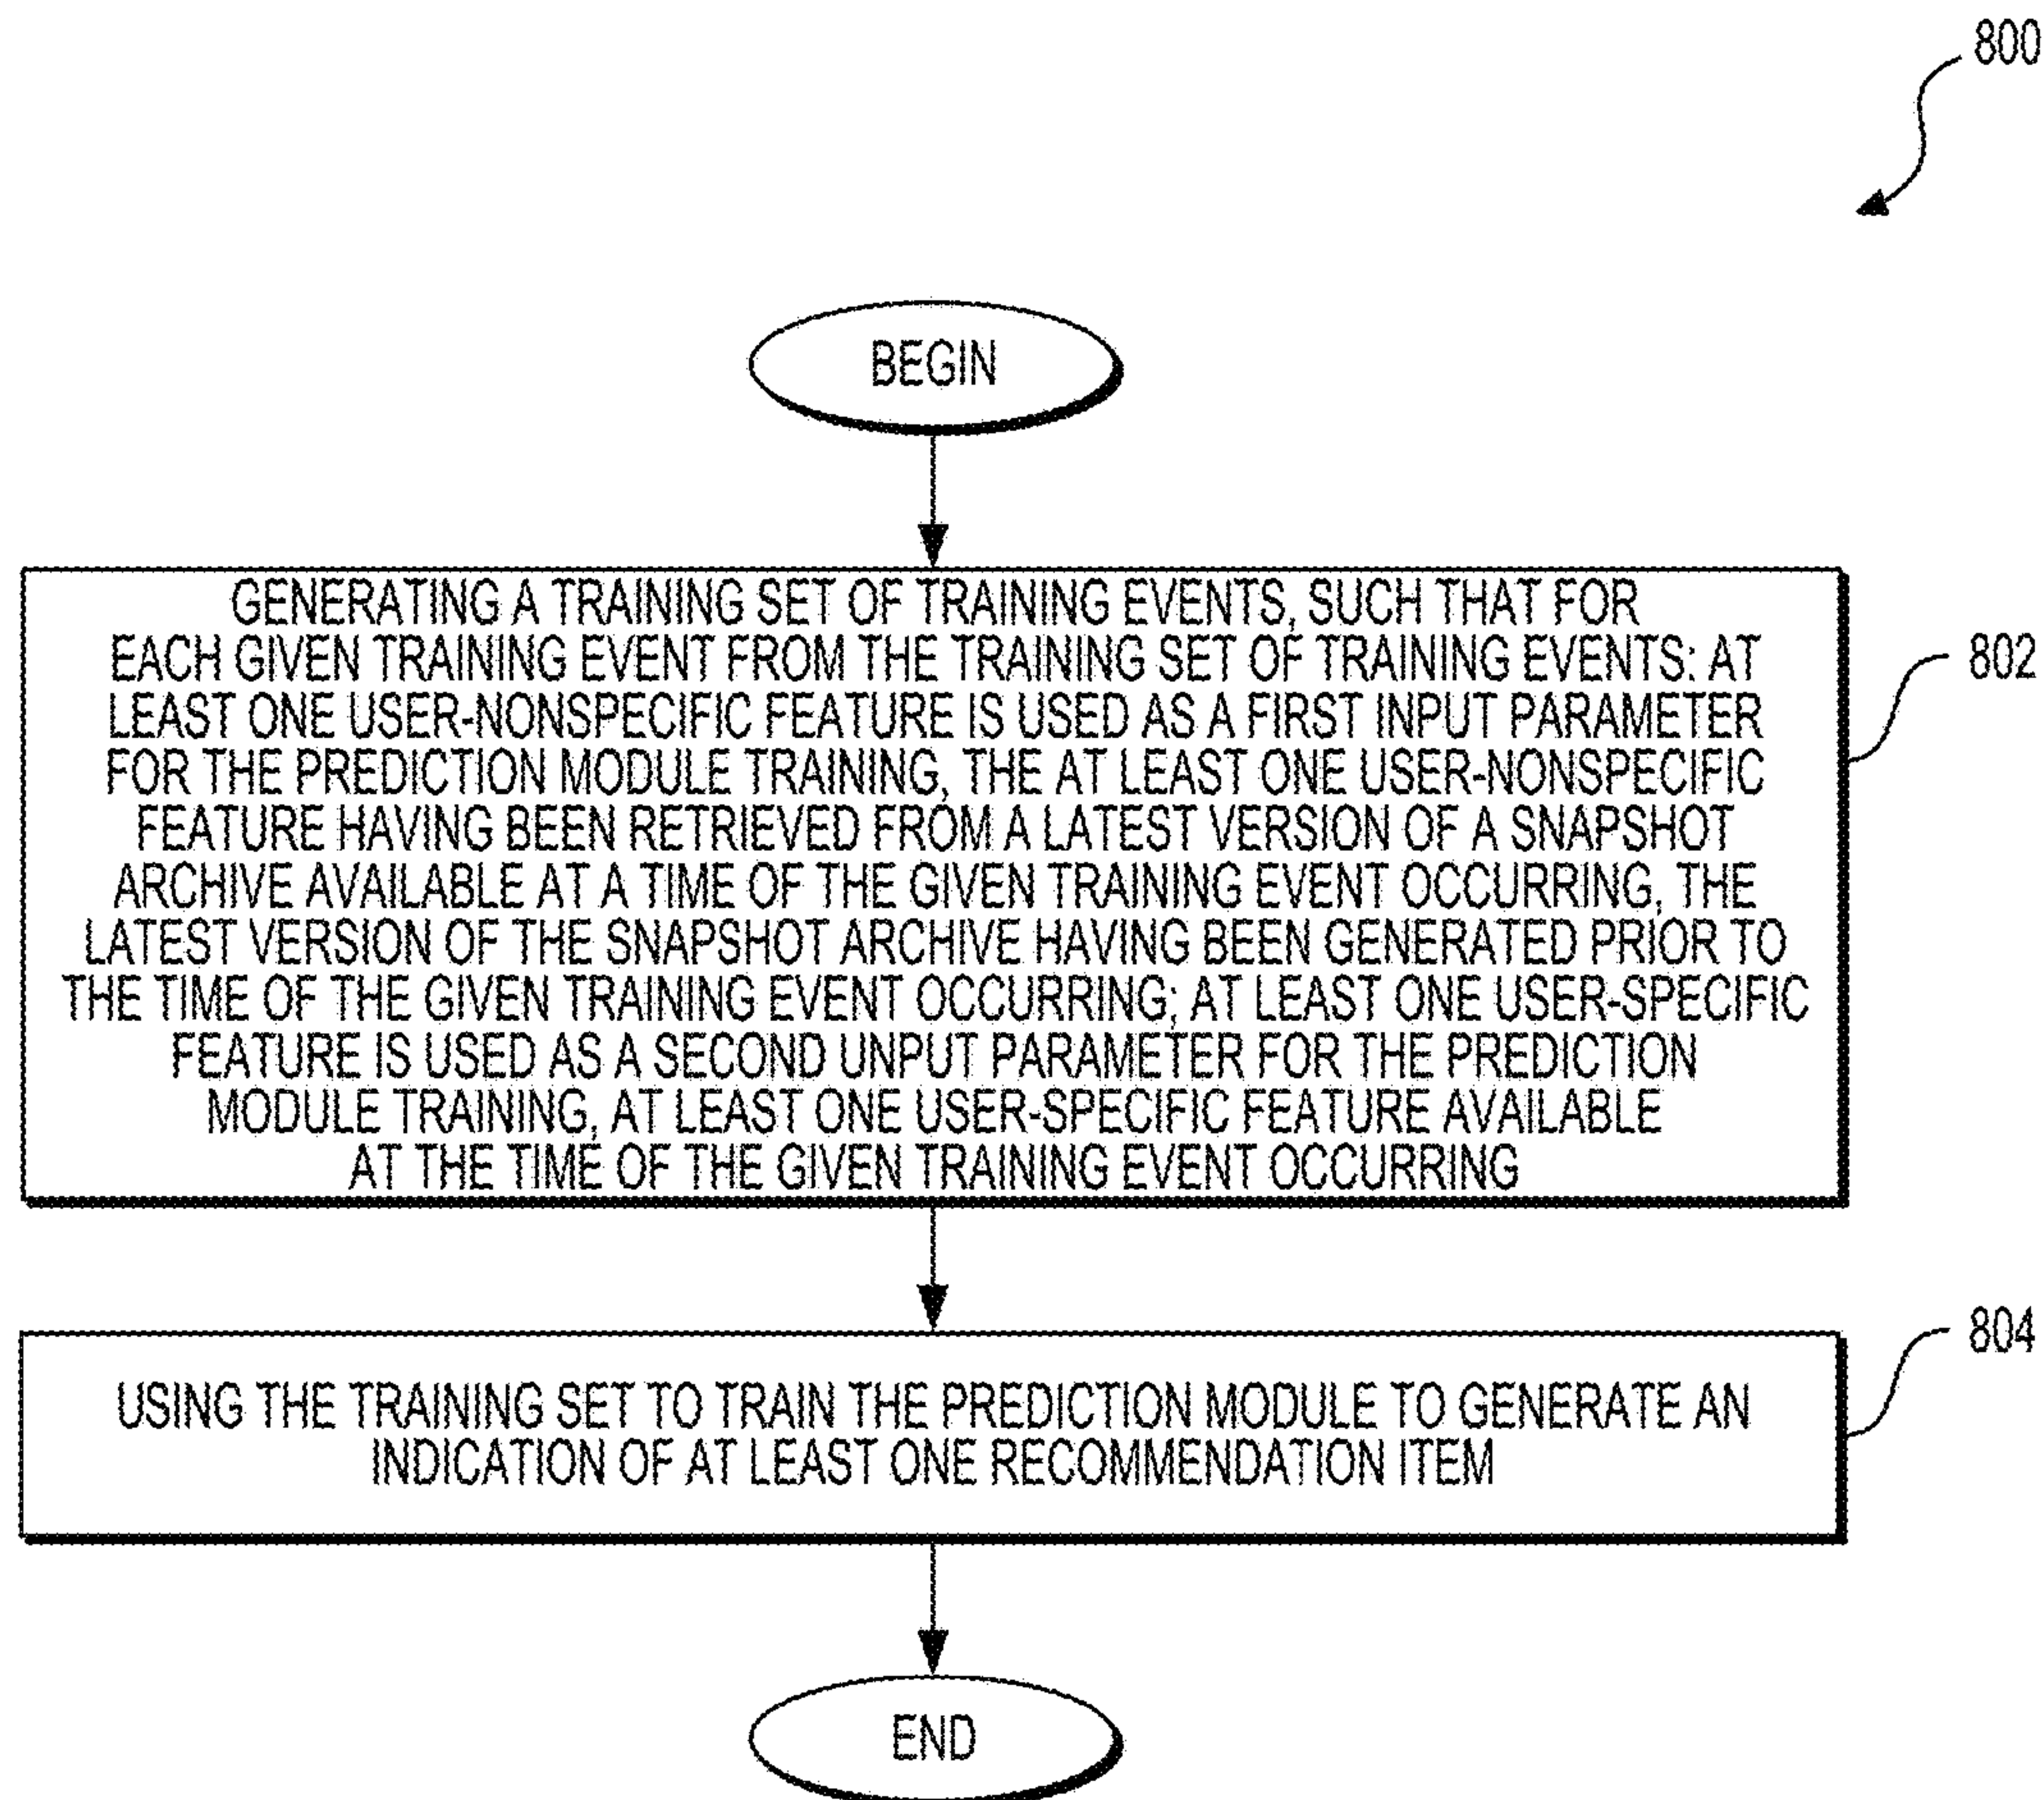 800
BEGIN
GENERATING A TRAINING SET OF TRAINING EVENTS, SUCH THAT FOR
EACH GIVEN TRAINING EVENT FROM THE TRAINING SET OF TRAINING EVENTS: AT
LEAST ONE USER-NONSPECIFIC FEATURE IS USED AS A FIRST INPUT PARAMETER
FOR THE PREDICTION MODULE TRAINING, THE AT LEAST ONE USER-NONSPECIFIC
FEATURE HAVING BEEN RETRIEVED FROM A LATEST VERSION OF A SNAPSHOT
ARCHIVE AVAILABLE AT A TIME OF THE GIVEN TRAINING EVENT OCCURRING, THE
LATEST VERSION OF THE SNAPSHOT ARCHIVE HAVING BEEN GENERATED PRIOR TO
THE TIME OF THE GIVEN TRAINING EVENT OCCURRING; AT LEAST ONE USER-SPECIFIC
FEATURE IS USED AS A SECOND UNPUT PARAMETER FOR THE PREDICTION
MODULE TRAINING, AT LEAST ONE USER-SPECIFIC FEATURE AVAILABLE
AT THE TIME OF THE GIVEN TRAINING EVENT OCCURRING
802
USING THE TRAINING SET TO TRAIN THE PREDICTION MODULE TO GENERATE AN
INDICATION OF AT LEAST ONE RECOMMENDATION ITEM
804
END